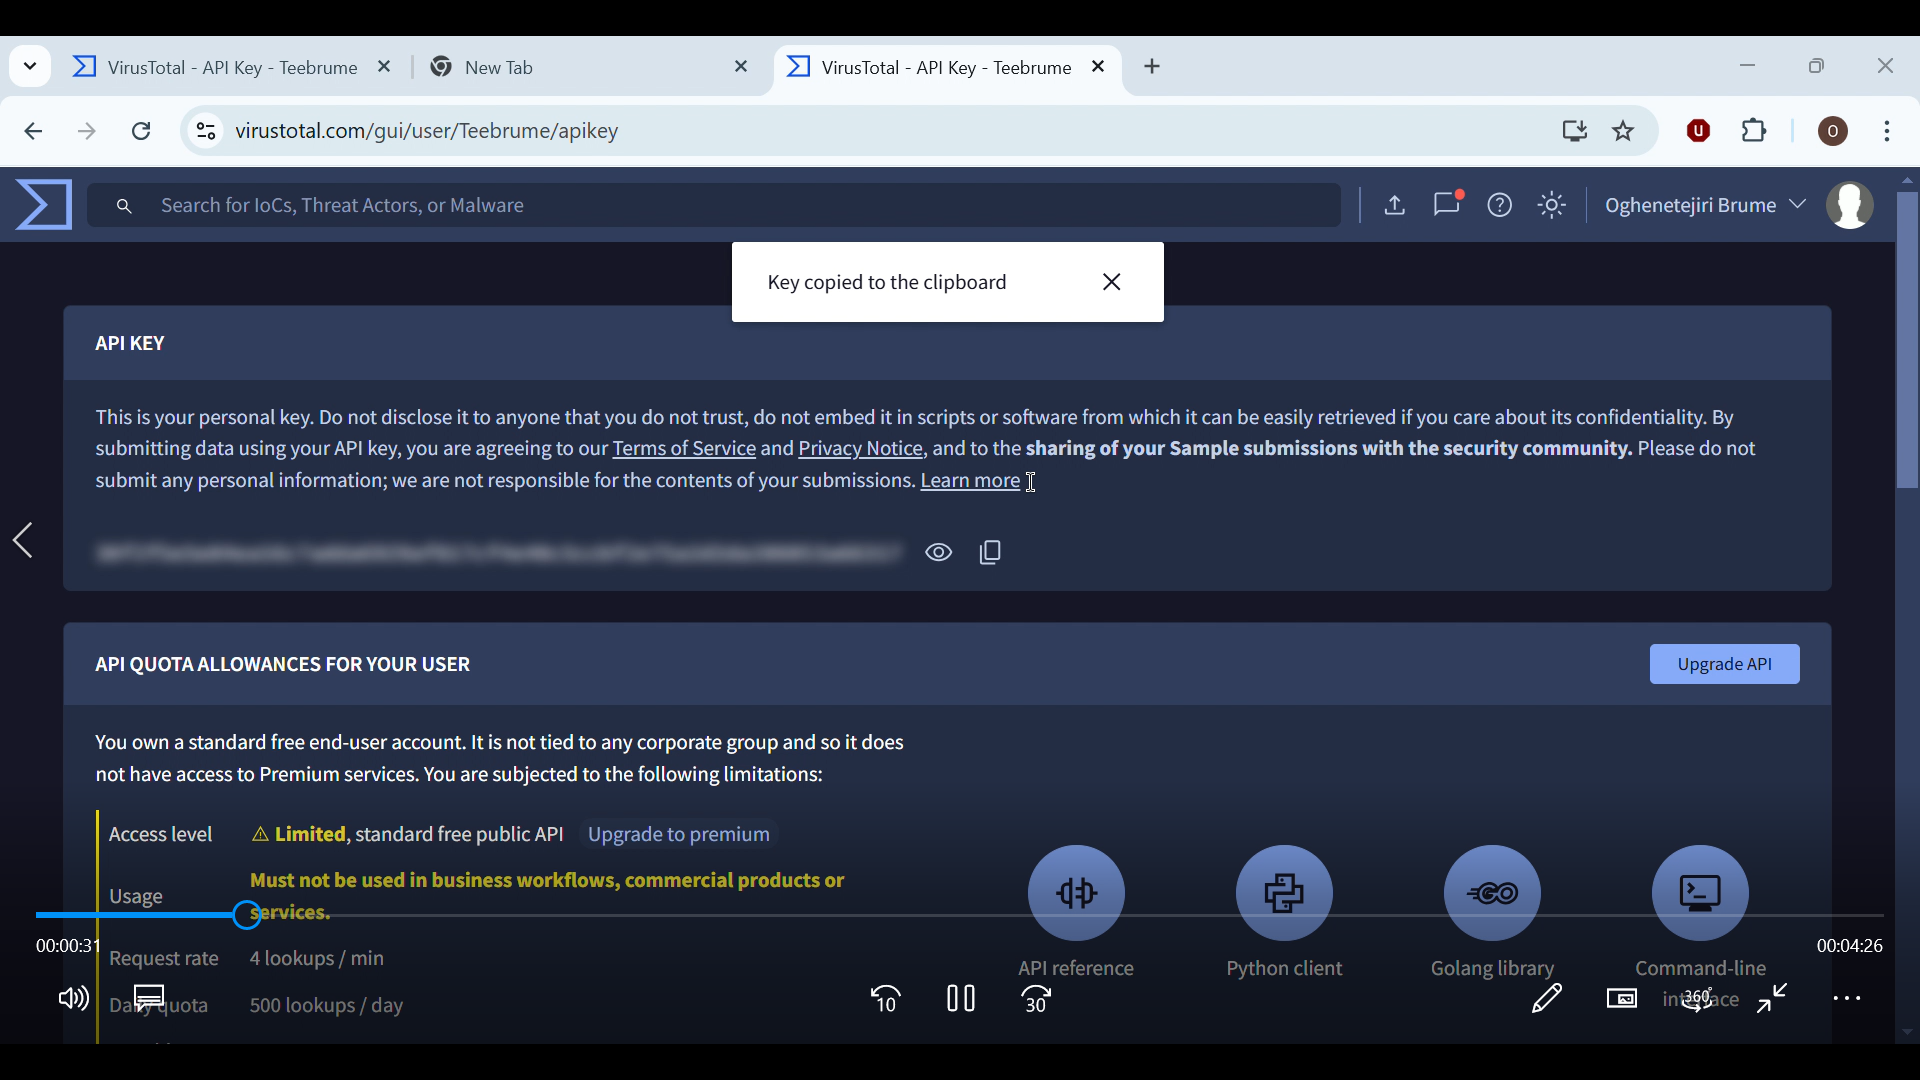 VirusTotal - API Key - Teebrume
New Tab
VirusTotal - API Key - Teebrume
virustotal.com/gui/user/Teebrume/apikey
U
O
Search for IoCs, Threat Actors, or Malware
Oghenetejiri Brume
Key copied to the clipboard
API KEY
This is your personal key. Do not disclose it to anyone that you do not trust, do not embed it in scripts or software from which it can be easily retrieved if you care about its confidentiality. By
submitting data using your API key, you are agreeing to our Terms of Service and Privacy Notice, and to the sharing of your Sample submissions with the security community. Please do not
submit any personal information; we are not responsible for the contents of your submissions. Learn more
API QUOTA ALLOWANCES FOR YOUR USER
Upgrade API
You own a standard free end-user account. It is not tied to any corporate group and so it does
not have access to Premium services. You are subjected to the following limitations:
Access level
Limited, standard free public API
Upgrade to premium
Usage
Must not be used in business workflows, commercial products or
services.
00:00:31
00:04:26
Request rate
4 lookups / min
API reference
Python client
Golang library
Command-line
interface
Daily quota
500 lookups / day
10
30
360°